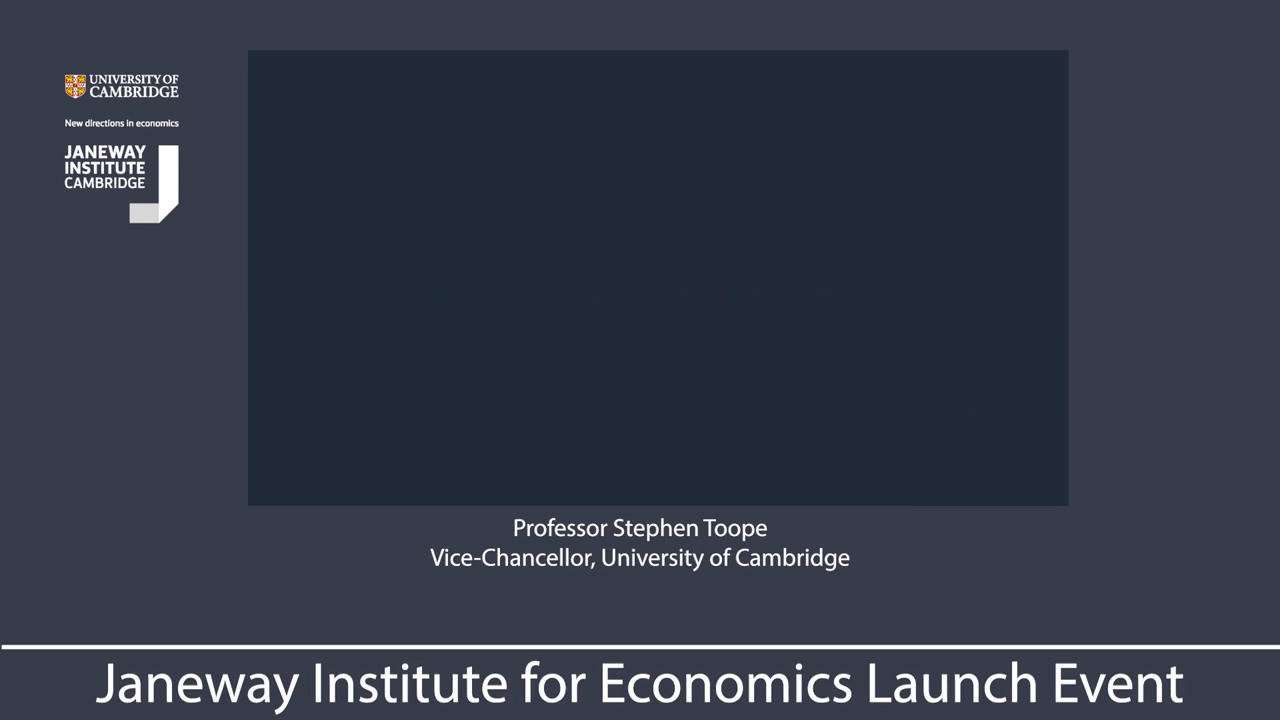 UNIVERSITY OF
CAMBRIDGE
New directions in economics
JANEWAY
INSTITUTE
CAMBRIDGE
Professor Stephen Toope
Vice-Chancellor, University of Cambridge
Janeway Institute for Economics Launch Event